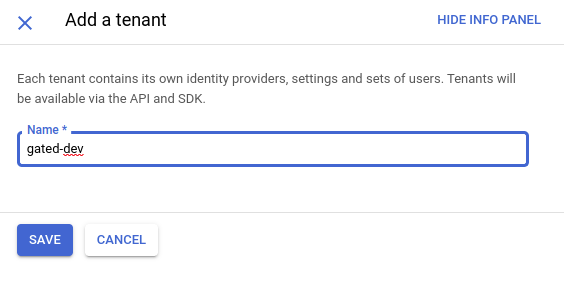 Add a tenant
HIDE INFO PANEL
Each tenant contains its own identity providers, settings and sets of users. Tenants will
be available via the API and SDK.
Name *
gated-dev
SAVE
CANCEL